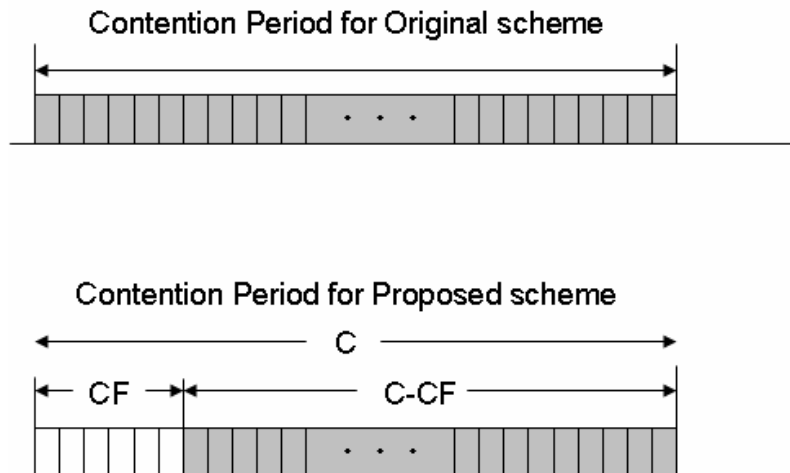 Contention Period for Original scheme
. . .
Contention Period for Proposed scheme
C
CF
C-CF
. . .